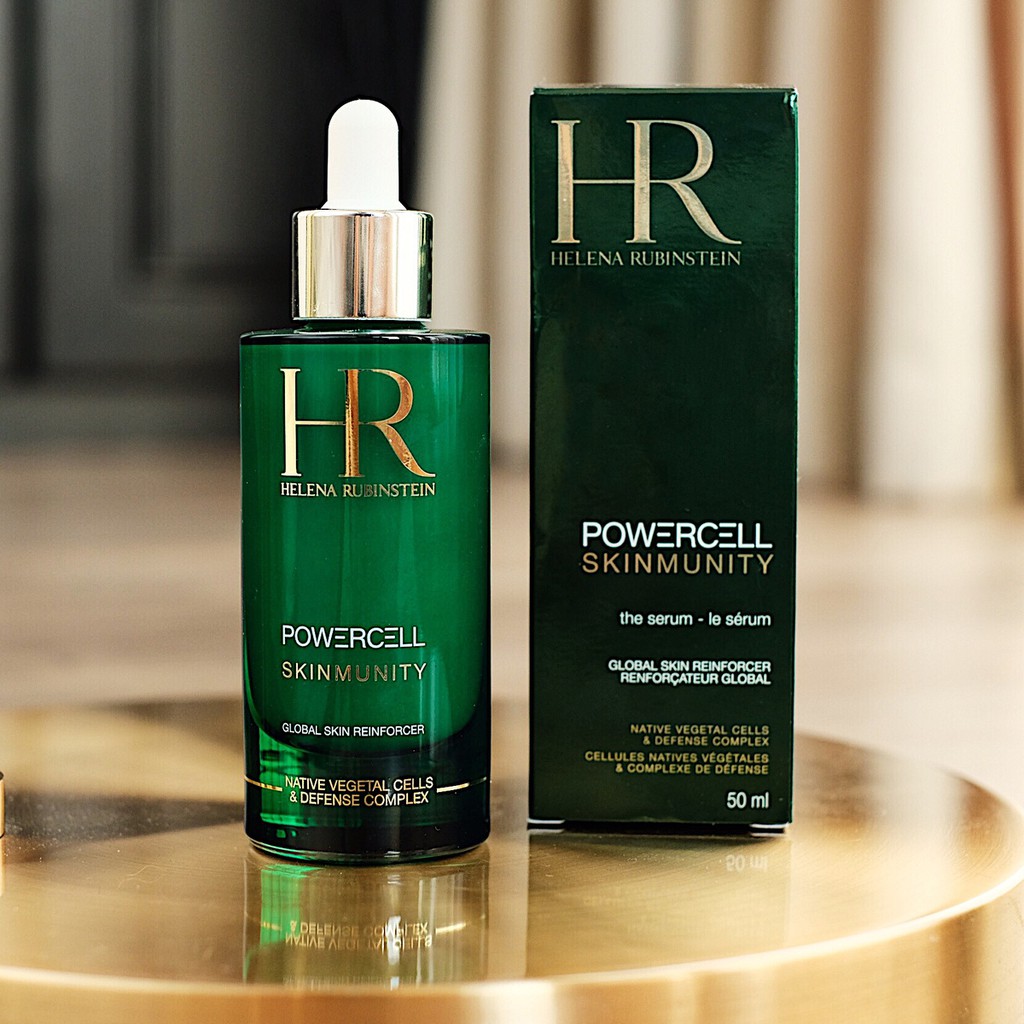 HR
HELENA RUBINSTEIN
POWERCELL
SKINMUNITY
GLOBAL SKIN REINFORCER
NATIVE VEGETAL CELLS
& DEFENSE COMPLEX
HR
HELENA RUBINSTEIN
POWERCELL
SKINMUNITY
the serum - le sérum
GLOBAL SKIN REINFORCER
RENFORÇATEUR GLOBAL
NATIVE VEGETAL CELLS
& DEFENSE COMPLEX
CELLULES NATIVES VÉGÉTALES
& COMPLEXE DE DÉFENSE
50 ml